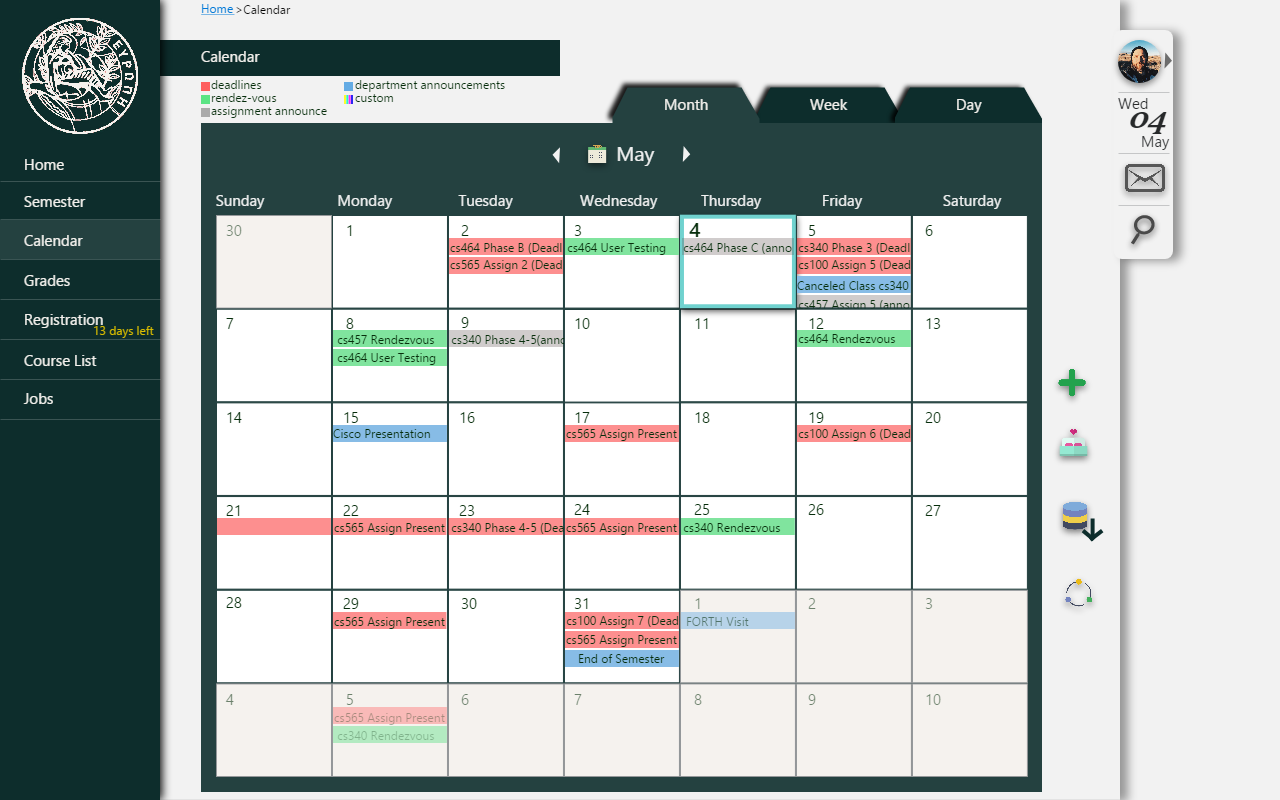 Home >Calendar
ΕΥΡΩΠΗ
Calendar
deadlines
department announcements
rendez-vous
custom
assignment announce
Month
Week
Day
Wed
04
May
May
Home
Semester
Calendar
Grades
Registration
13 days left
Course List
Jobs
Sunday Monday Tuesday Wednesday Thursday Friday Saturday
30 1 2 3 4 5 6
cs464 Phase B (Deadl
cs464 User Testing
cs464 Phase C (anno
cs340 Phase 3 (Deadl
cs565 Assign 2 (Dead
cs100 Assign 5 (Dead
Canceled Class cs340
cs457 Assign 5 (anno
7 8 9 10 11 12 13
cs457 Rendezvous
cs340 Phase 4-5(anno
cs464 Rendezvous
cs464 User Testing
14 15 16 17 18 19 20
Cisco Presentation
cs565 Assign Present
cs100 Assign 6 (Dead
21 22 23 24 25 26 27
cs565 Assign Present
cs340 Phase 4-5 (Dea
cs565 Assign Present
cs340 Rendezvous
28 29 30 31 1 2 3
cs565 Assign Present
cs100 Assign 7 (Dead
FORTH Visit
cs565 Assign Present
End of Semester
4 5 6 7 8 9 10
cs565 Assign Present
cs340 Rendezvous